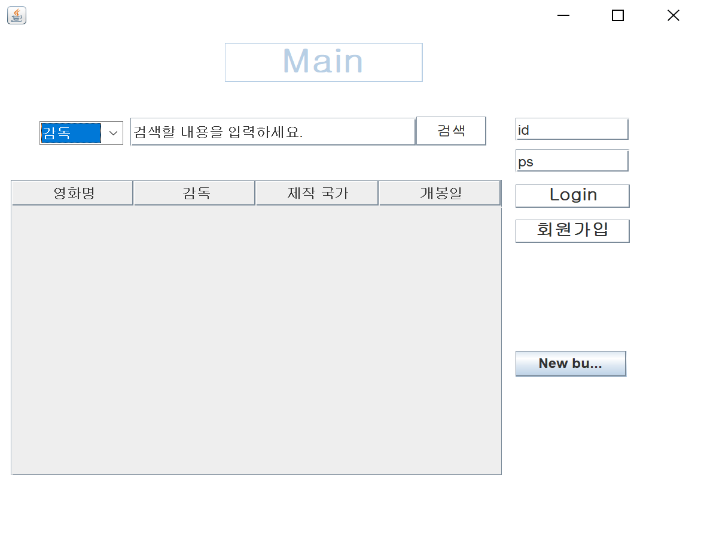 Main
감독 검색할 내용을 입력하세요. 검색
id
ps
Login
회원가입
영화명 감독 제작 국가 개봉일
New bu...